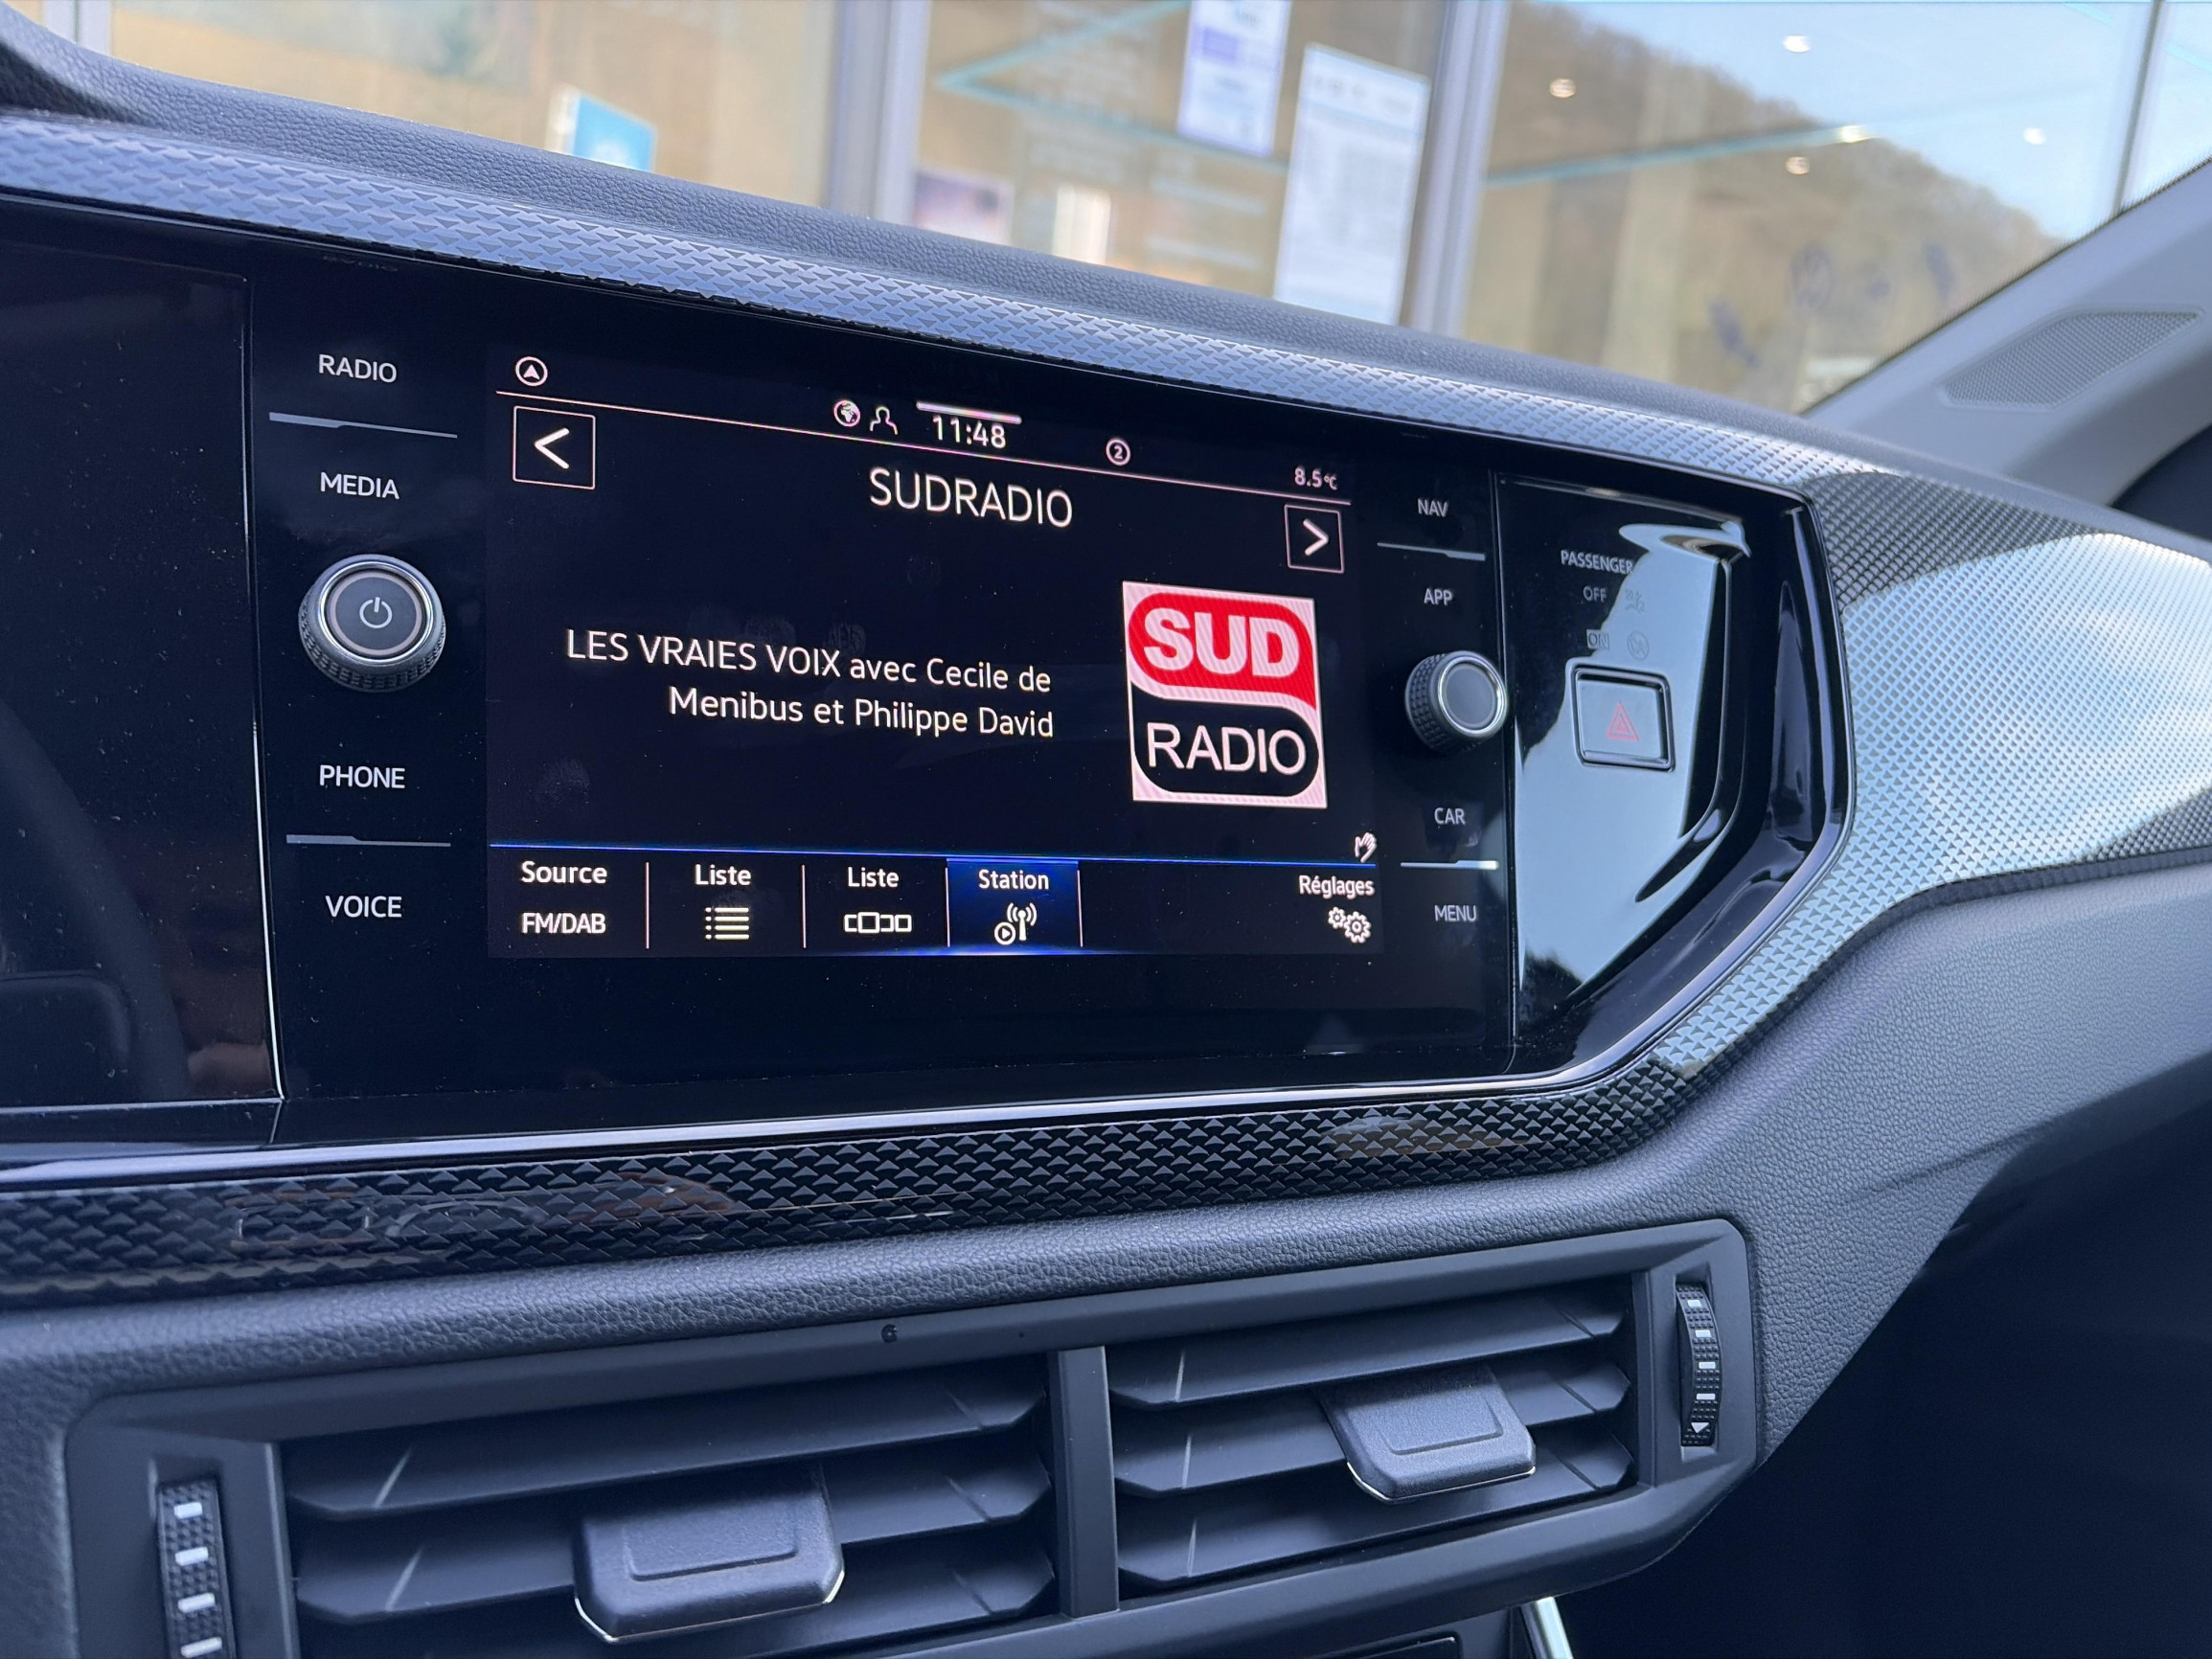 RADIO
MEDIA
PHONE
VOICE
11:48
2
8.5°C
SUDRADIO
LES VRAIES VOIX avec Cecile de
Menibus et Philippe David
SUD
RADIO
Source
FM/DAB
Liste
Liste
Station
Réglages
NAV
APP
CAR
MENU
PASSENGER
OFF
ON